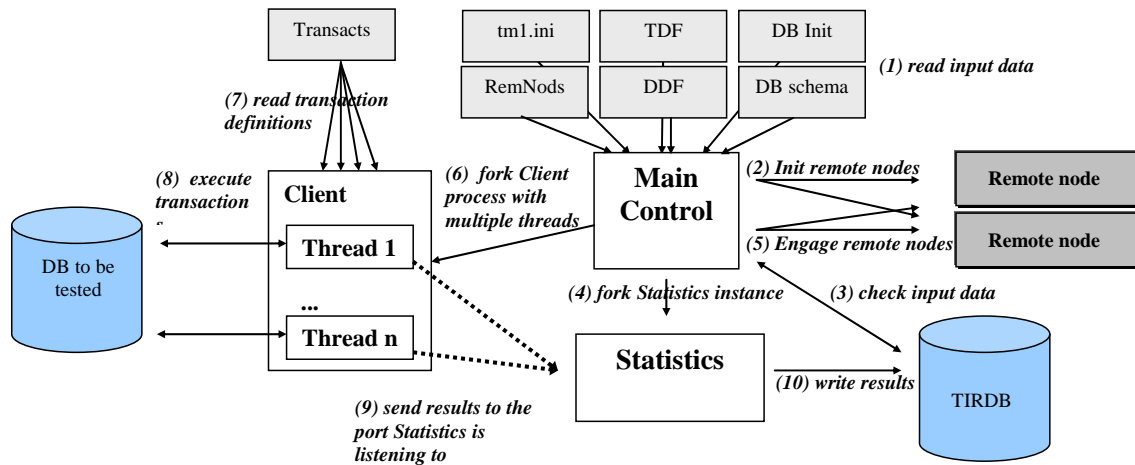 Transacts
tm1.ini
TDF
DB Init
RemNods
DDF
DB schema
(1) read input data
(7) read transaction
definitions
(8) execute
transaction
Client
Thread 1
...
Thread n
DB to be
tested
(6) fork Client
process with
multiple threads
Main
Control
(2) Init remote nodes
Remote node
Remote node
(5) Engage remote nodes
(4) fork Statistics instance
(3) check input data
Statistics
(10) write results
TIRDB
(9) send results to the
port Statistics is
listening to